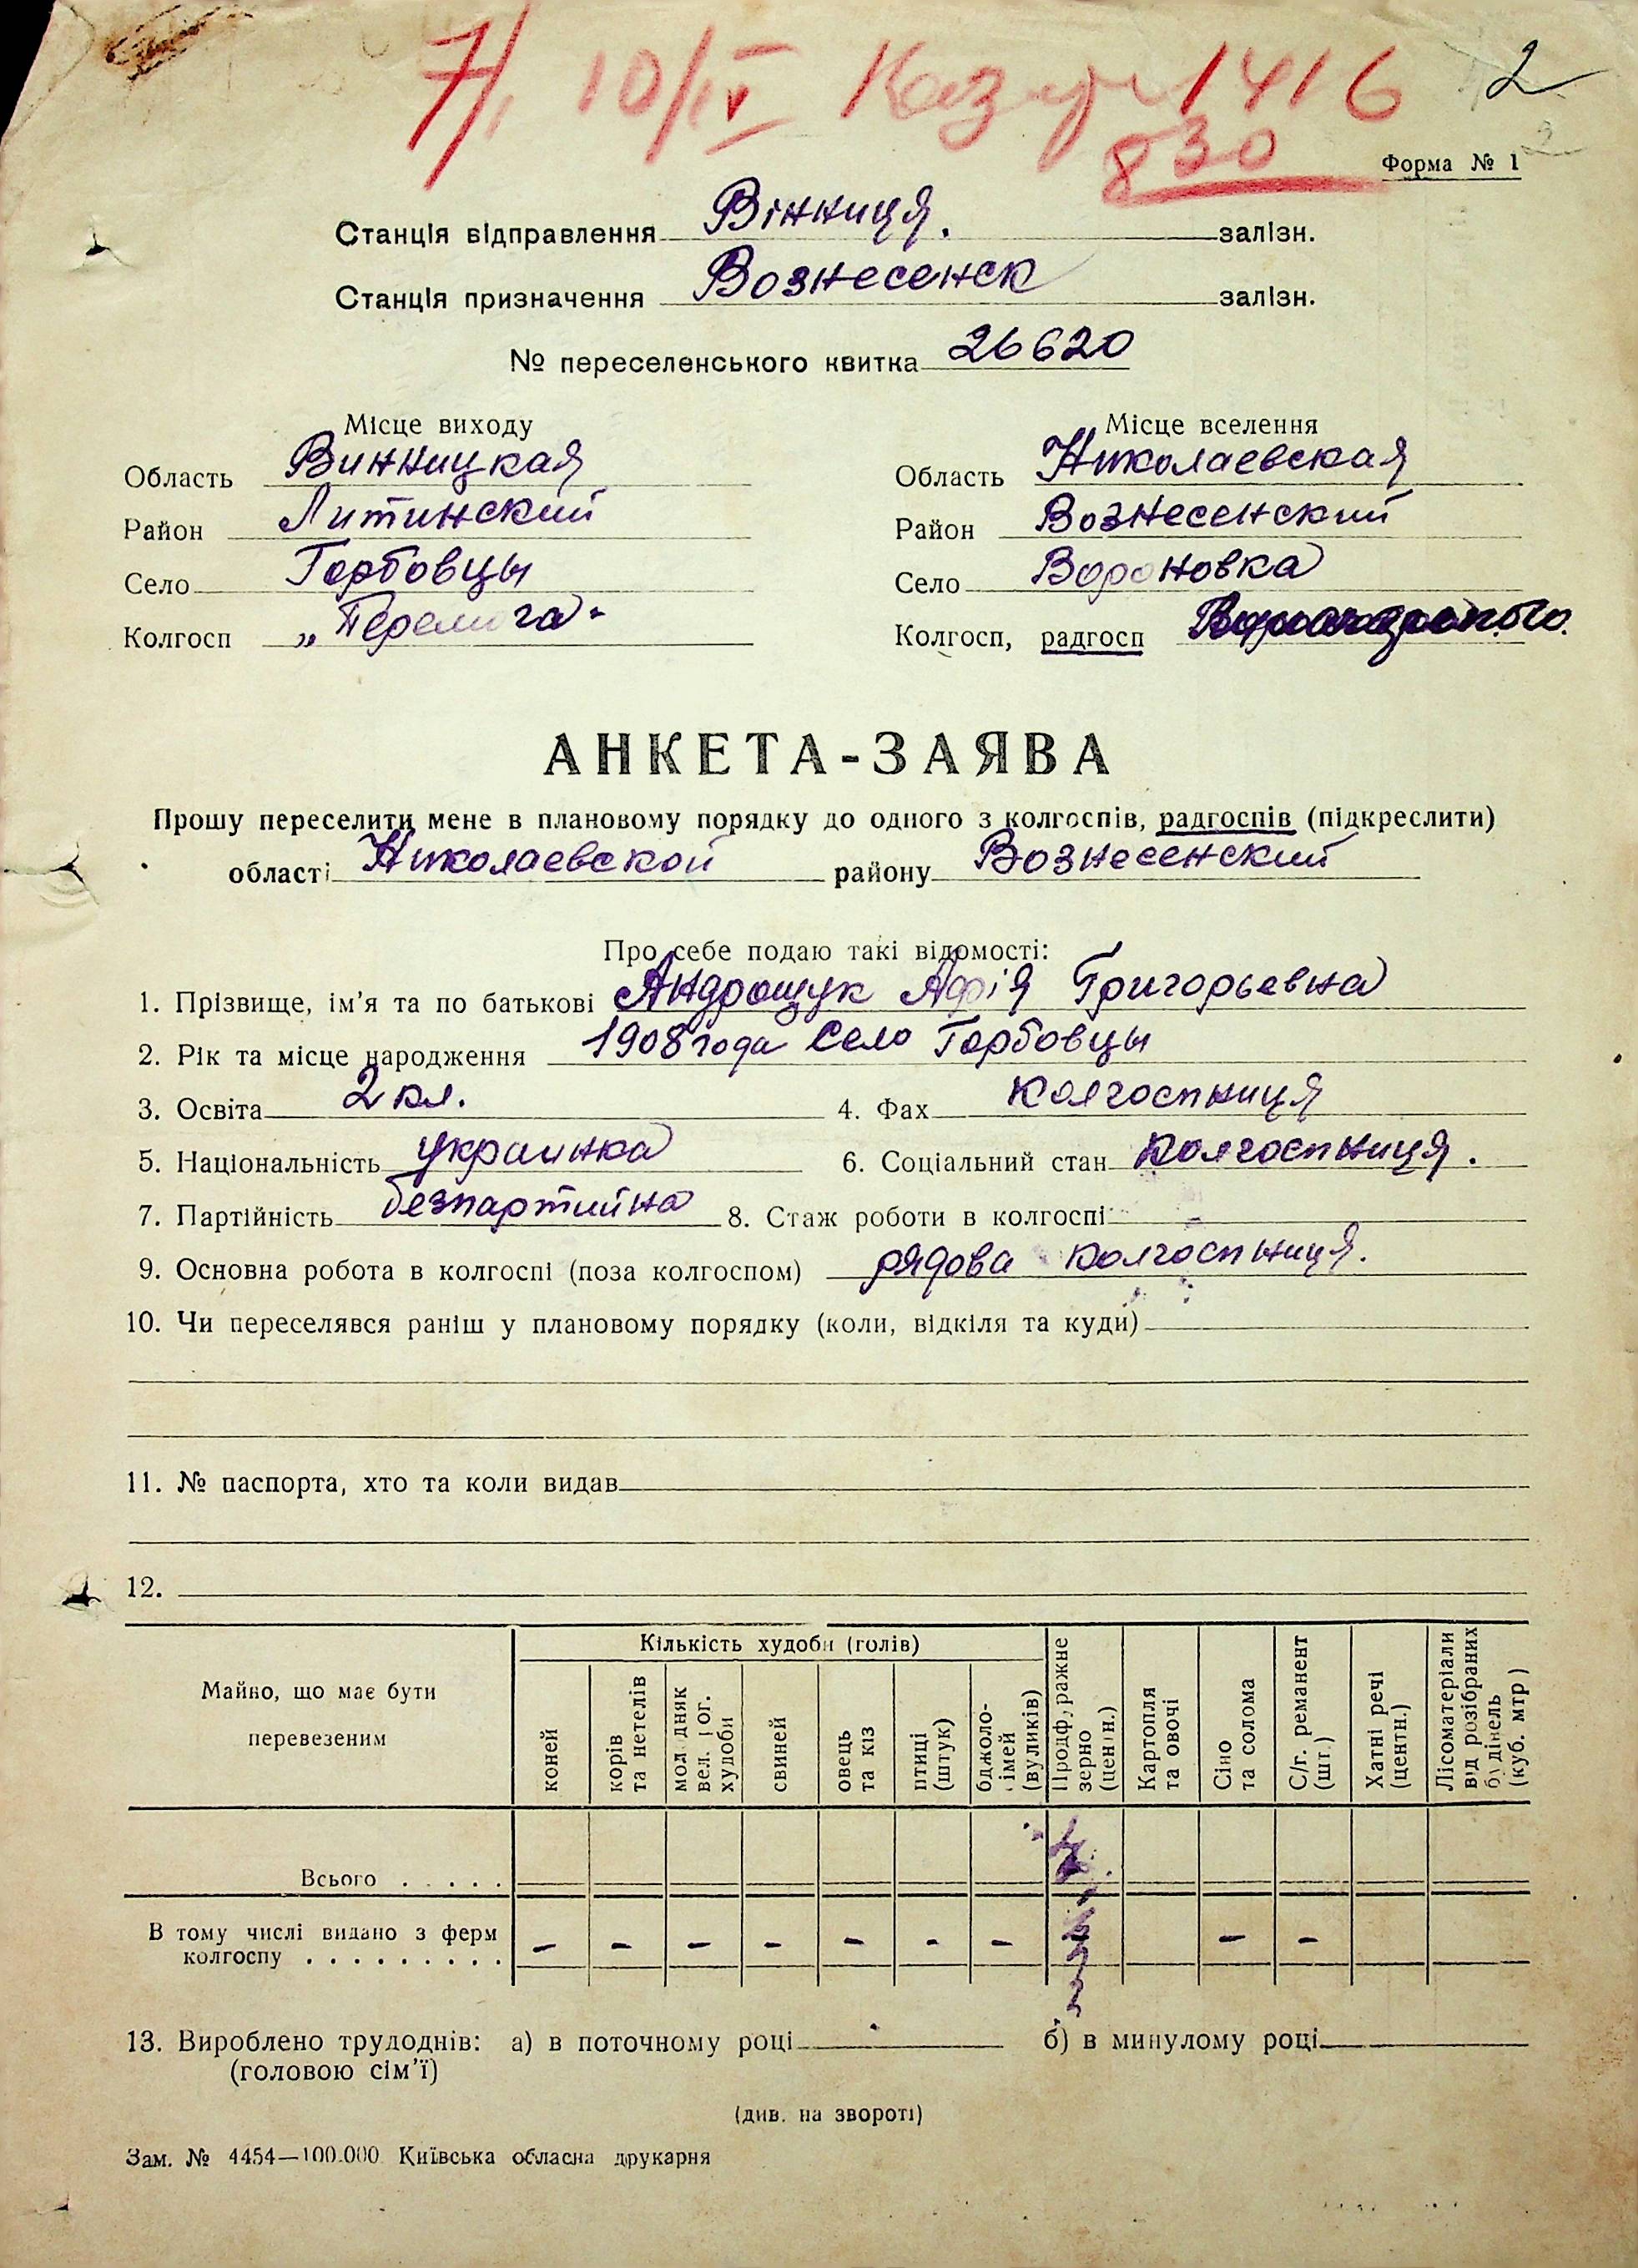 7/1 10/IV 1416 2
830
Форма № 1
Станція відправлення Вінниця. залізн.
Станція призначення Вознесенск залізн.
№ переселенського квитка 26620
Місце виходу
Область Винницкая
Район Литинский
Село Горбовцы
Колгосп „Перемога"
Місце вселення
Область Николаевская
Район Вознесенский
Село Вороновка
Колгосп, радгосп
АНКЕТА-ЗАЯВА
Прошу переселити мене в плановому порядку до одного з колгоспів, радгоспів (підкреслити)
області Николаевской району Вознесенский
Про себе подаю такі відомості:
1. Прізвище, ім'я та по батькові Андрощук Григорьевна
2. Рік та місце народження 1908 года Село Горбовцы
3. Освіта 2 кл. 4. Фах колгоспниця
5. Національність украинка 6. Соціальний стан колгоспниця.
7. Партійність безпартийна 8. Стаж роботи в колгоспі -
9. Основна робота в колгоспі (поза колгоспом) рядова колгоспниця.
10. Чи переселявся раніш у плановому порядку (коли, відкіля та куди)
11. № паспорта, хто та коли видав
12.
Майно, що має бути
перевезеним
Кількість худоби (голів)
коней
корів
та нетелів
молодняк
вел. рог.
худоби
свиней
овець
та кіз
птиці
(штук)
бджоло-
сімей
(вуликів)
Продфуражне
зерно
(центн.)
Картопля
та овочі
Сіно
та солома
С/г. реманент
(шт.)
Хатні речі
(центн.)
Лісоматеріали
від розібраних
будівель
(куб. мтр)
Всього . . . . .
В тому числі видано з ферм
колгоспу . . . . . . . . . - - - - - - - - -
13. Вироблено трудоднів: а) в поточному році б) в минулому році
(головою сім'ї)
(див. на звороті)
Зам. № 4454—100.000 Київська обласна друкарня